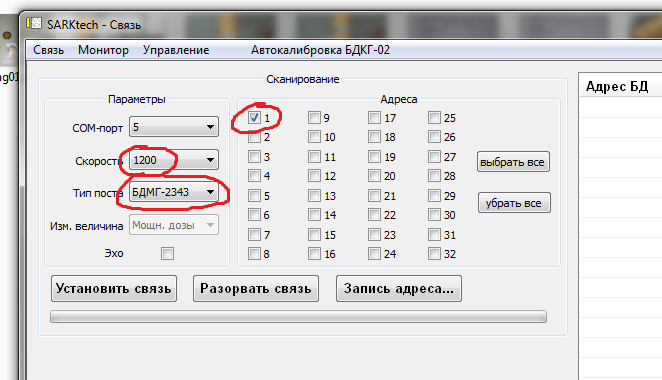 SARKtech - Связь
Связь Монитор Управление Автокалибровка БДКГ-02
ng01
Сканирование
Параметры
COM-порт 5
Скорость 1200
Тип поста БДМГ-2343
Изм. величина Мощн. дозы
Эхо
Адреса
1 9 17 25
2 10 18 26
3 11 19 27
4 12 20 28
5 13 21 29
6 14 22 30
7 15 23 31
8 16 24 32
выбрать все
убрать все
Установить связь Разорвать связь Запись адреса...
Адрес БД